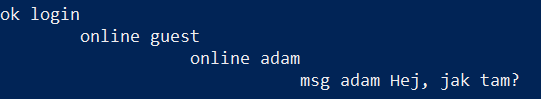 ok login
online guest
online adam
msg adam Hej, jak tam?